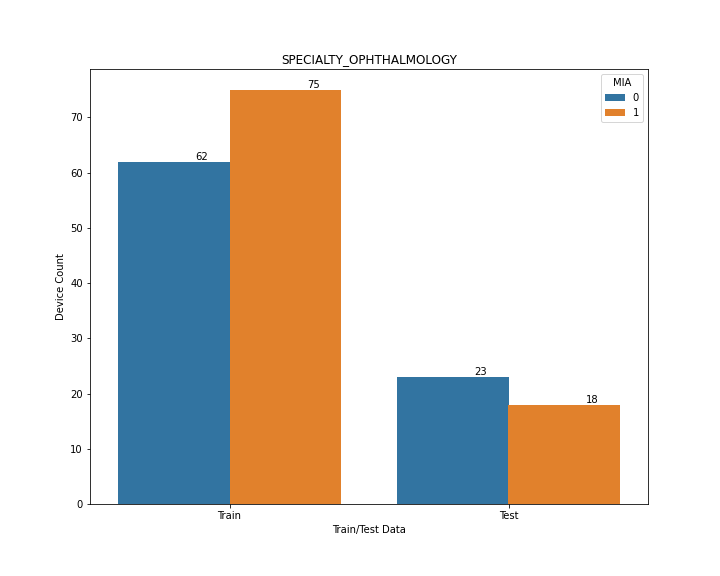 SPECIALTY_OPHTHALMOLOGY
MIA
0
1
75
62
23
18
70
60
50
40
30
20
10
0
Device Count
Train
Test
Train/Test Data